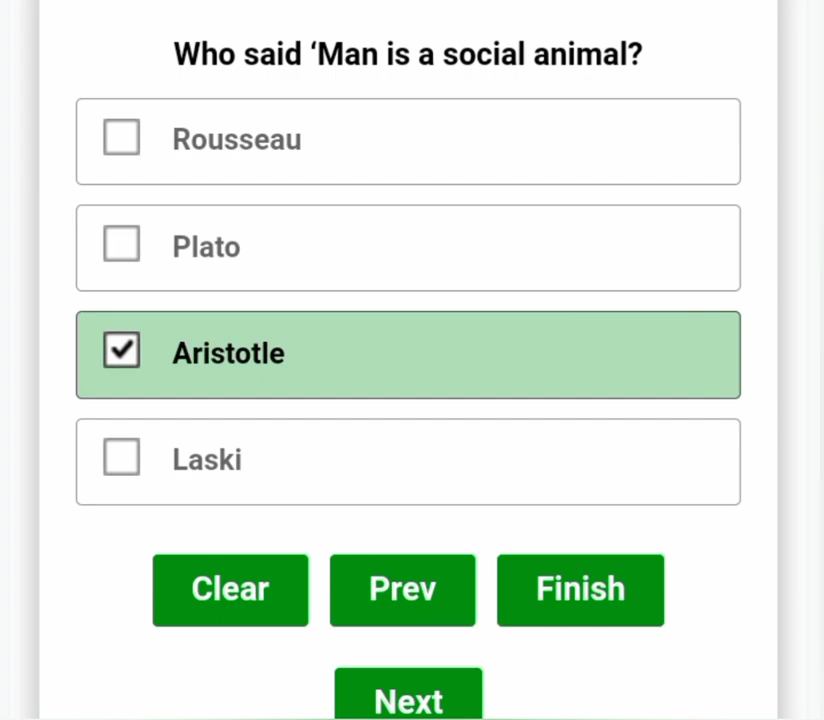 Who said ‘Man is a social animal?
Rousseau
Plato
Aristotle
Laski
Clear Prev Finish
Next